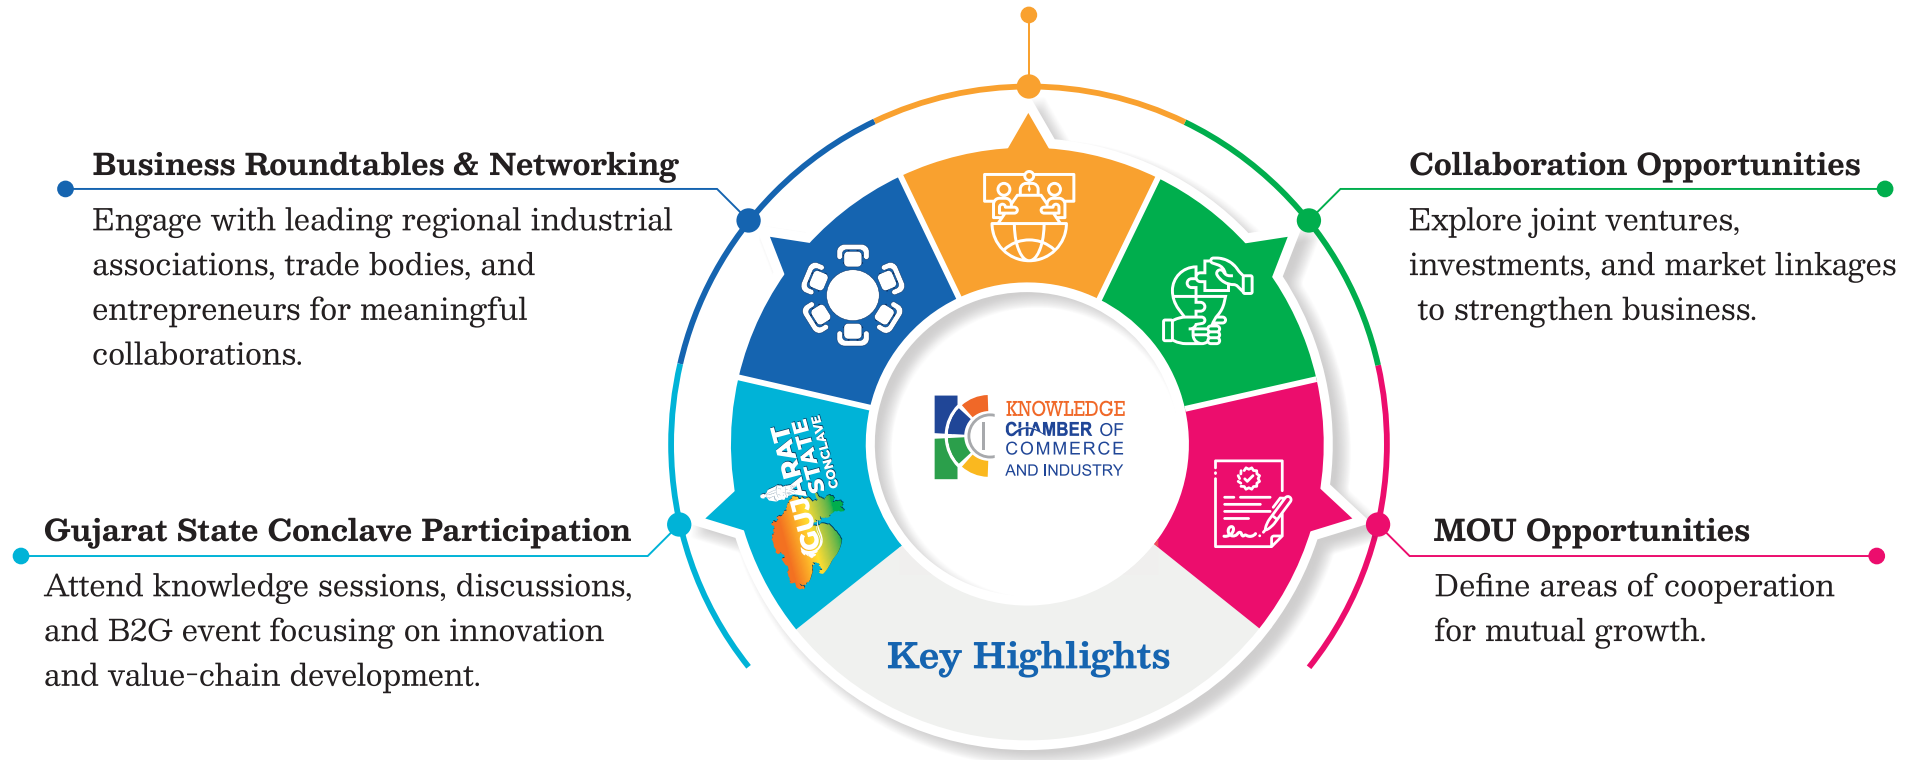 Business Roundtables & Networking
Engage with leading regional industrial
associations, trade bodies, and
entrepreneurs for meaningful
collaborations.
Gujarat State Conclave Participation
Attend knowledge sessions, discussions,
and B2G event focusing on innovation
and value-chain development.
GUJARAT
STATE
CONCLAVE
KNOWLEDGE
CHAMBER OF
COMMERCE
AND INDUSTRY
Key Highlights
Collaboration Opportunities
Explore joint ventures,
investments, and market linkages
to strengthen business.
MOU Opportunities
Define areas of cooperation
for mutual growth.